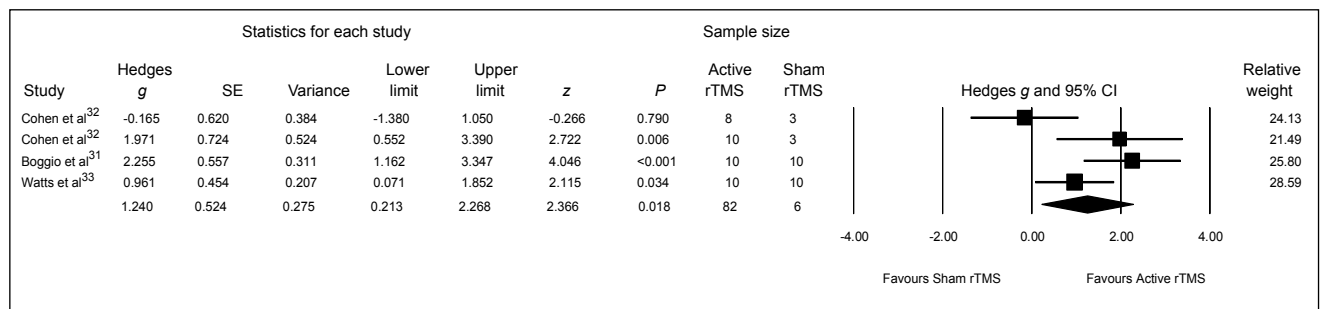 Statistics for each study Sample size
Hedges Lower Upper Active Sham Relative
Study g SE Variance limit limit z P rTMS rTMS Hedges g and 95% CI weight
Cohen et al32 -0.165 0.620 0.384 -1.380 1.050 -0.266 0.790 8 3 24.13
Cohen et al32 1.971 0.724 0.524 0.552 3.390 2.722 0.006 10 3 21.49
Boggio et al31 2.255 0.557 0.311 1.162 3.347 4.046 <0.001 10 10 25.80
Watts et al33 0.961 0.454 0.207 0.071 1.852 2.115 0.034 10 10 28.59
1.240 0.524 0.275 0.213 2.268 2.366 0.018 82 6
-4.00 -2.00 0.00 2.00 4.00
Favours Sham rTMS Favours Active rTMS